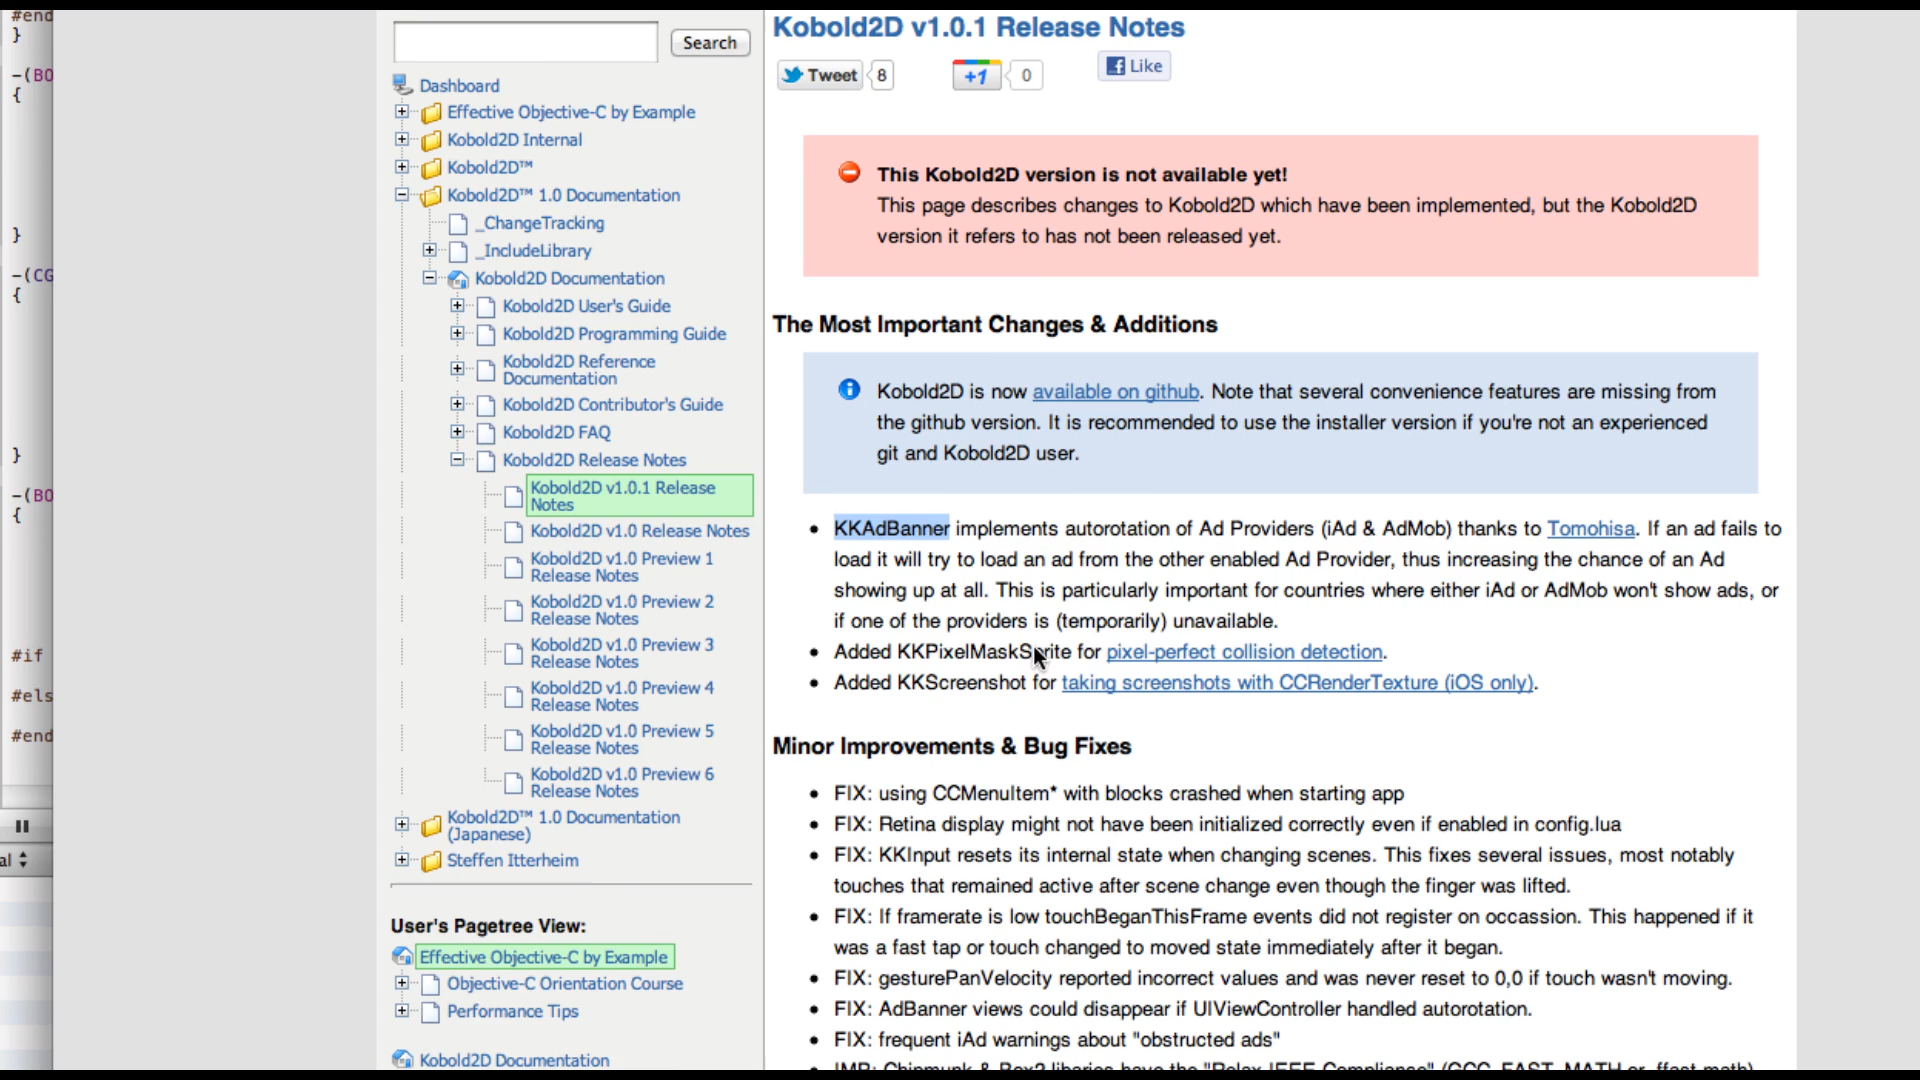 #end
}
-(BO
{
}
-(CG
{
}
-(BO
{
#if
#els
#end
al
Search
Dashboard
Effective Objective-C by Example
Kobold2D Internal
Kobold2D™
Kobold2D™ 1.0 Documentation
_ChangeTracking
_IncludeLibrary
Kobold2D Documentation
Kobold2D User's Guide
Kobold2D Programming Guide
Kobold2D Reference
Documentation
Kobold2D Contributor's Guide
Kobold2D FAQ
Kobold2D Release Notes
Kobold2D v1.0.1 Release
Notes
Kobold2D v1.0 Release Notes
Kobold2D v1.0 Preview 1
Release Notes
Kobold2D v1.0 Preview 2
Release Notes
Kobold2D v1.0 Preview 3
Release Notes
Kobold2D v1.0 Preview 4
Release Notes
Kobold2D v1.0 Preview 5
Release Notes
Kobold2D v1.0 Preview 6
Release Notes
Kobold2D™ 1.0 Documentation
(Japanese)
Steffen Itterheim
User's Pagetree View:
Effective Objective-C by Example
Objective-C Orientation Course
Performance Tips
Kobold2D Documentation
Kobold2D v1.0.1 Release Notes
Tweet 8 +1 0 Like
This Kobold2D version is not available yet!
This page describes changes to Kobold2D which have been implemented, but the Kobold2D
version it refers to has not been released yet.
The Most Important Changes & Additions
Kobold2D is now available on github. Note that several convenience features are missing from
the github version. It is recommended to use the installer version if you're not an experienced
git and Kobold2D user.
• KKAdBanner implements autorotation of Ad Providers (iAd & AdMob) thanks to Tomohisa. If an ad fails to
load it will try to load an ad from the other enabled Ad Provider, thus increasing the chance of an Ad
showing up at all. This is particularly important for countries where either iAd or AdMob won't show ads, or
if one of the providers is (temporarily) unavailable.
• Added KKPixelMaskSprite for pixel-perfect collision detection.
• Added KKScreenshot for taking screenshots with CCRenderTexture (iOS only).
Minor Improvements & Bug Fixes
• FIX: using CCMenuItem* with blocks crashed when starting app
• FIX: Retina display might not have been initialized correctly even if enabled in config.lua
• FIX: KKInput resets its internal state when changing scenes. This fixes several issues, most notably
touches that remained active after scene change even though the finger was lifted.
• FIX: If framerate is low touchBeganThisFrame events did not register on occassion. This happened if it
was a fast tap or touch changed to moved state immediately after it began.
• FIX: gesturePanVelocity reported incorrect values and was never reset to 0,0 if touch wasn't moving.
• FIX: AdBanner views could disappear if UIViewController handled autorotation.
• FIX: frequent iAd warnings about "obstructed ads"
IMP: Chipmunk & Box2 libaries have the "Relax IEEE Compliance" (GCC_FAST_MATH or -ffast-math)